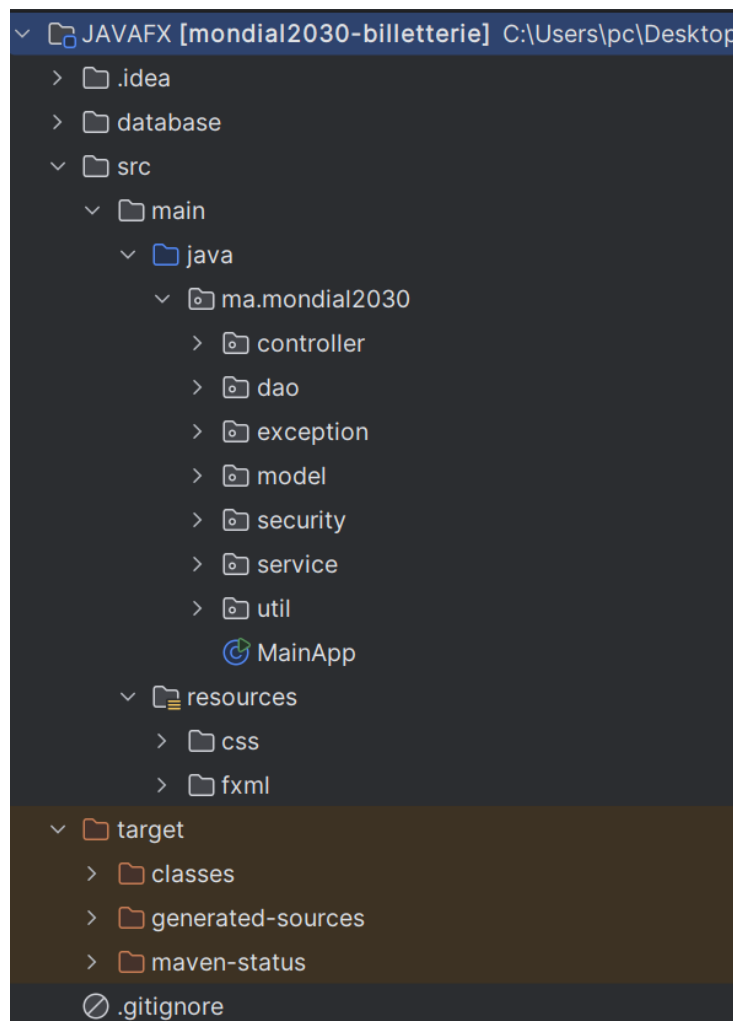 JAVAFX [mondial2030-billetterie] C:\Users\pc\Desktop
.idea
database
src
main
java
ma.mondial2030
controller
dao
exception
model
security
service
util
MainApp
resources
css
fxml
target
classes
generated-sources
maven-status
.gitignore